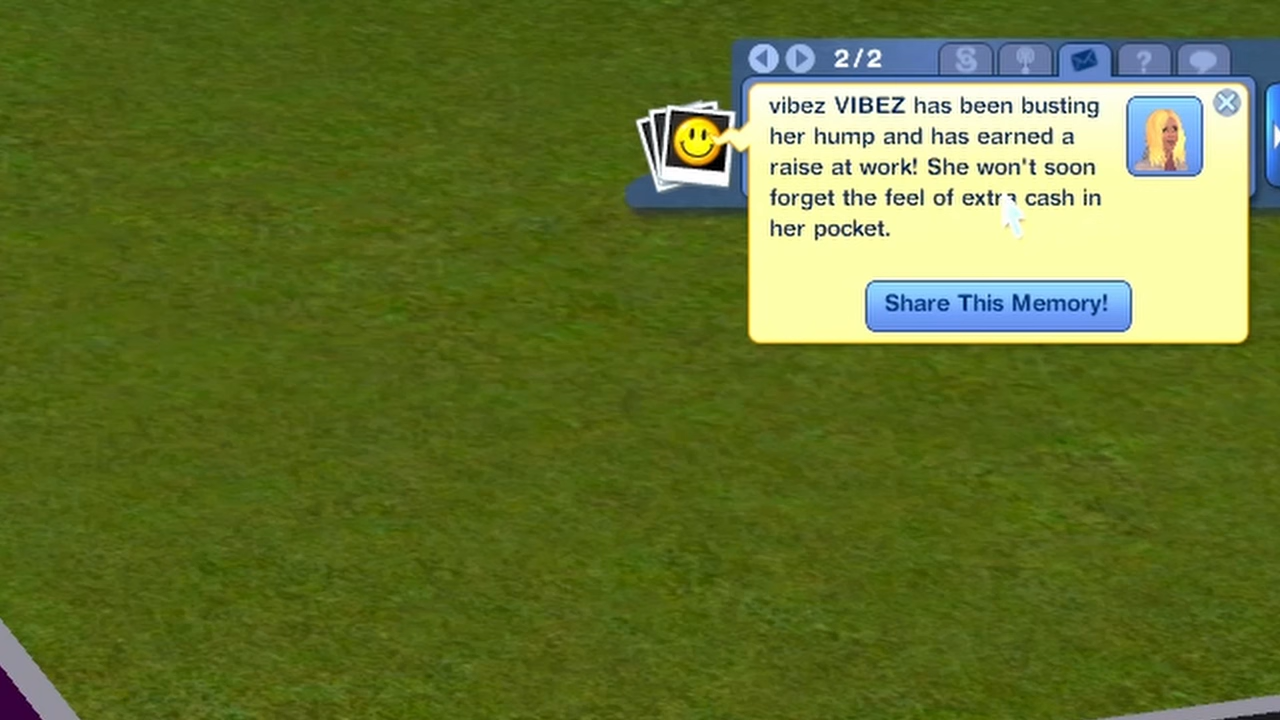 2/2
?
vibez VIBEZ has been busting
her hump and has earned a
raise at work! She won't soon
forget the feel of extra cash in
her pocket.
Share This Memory!